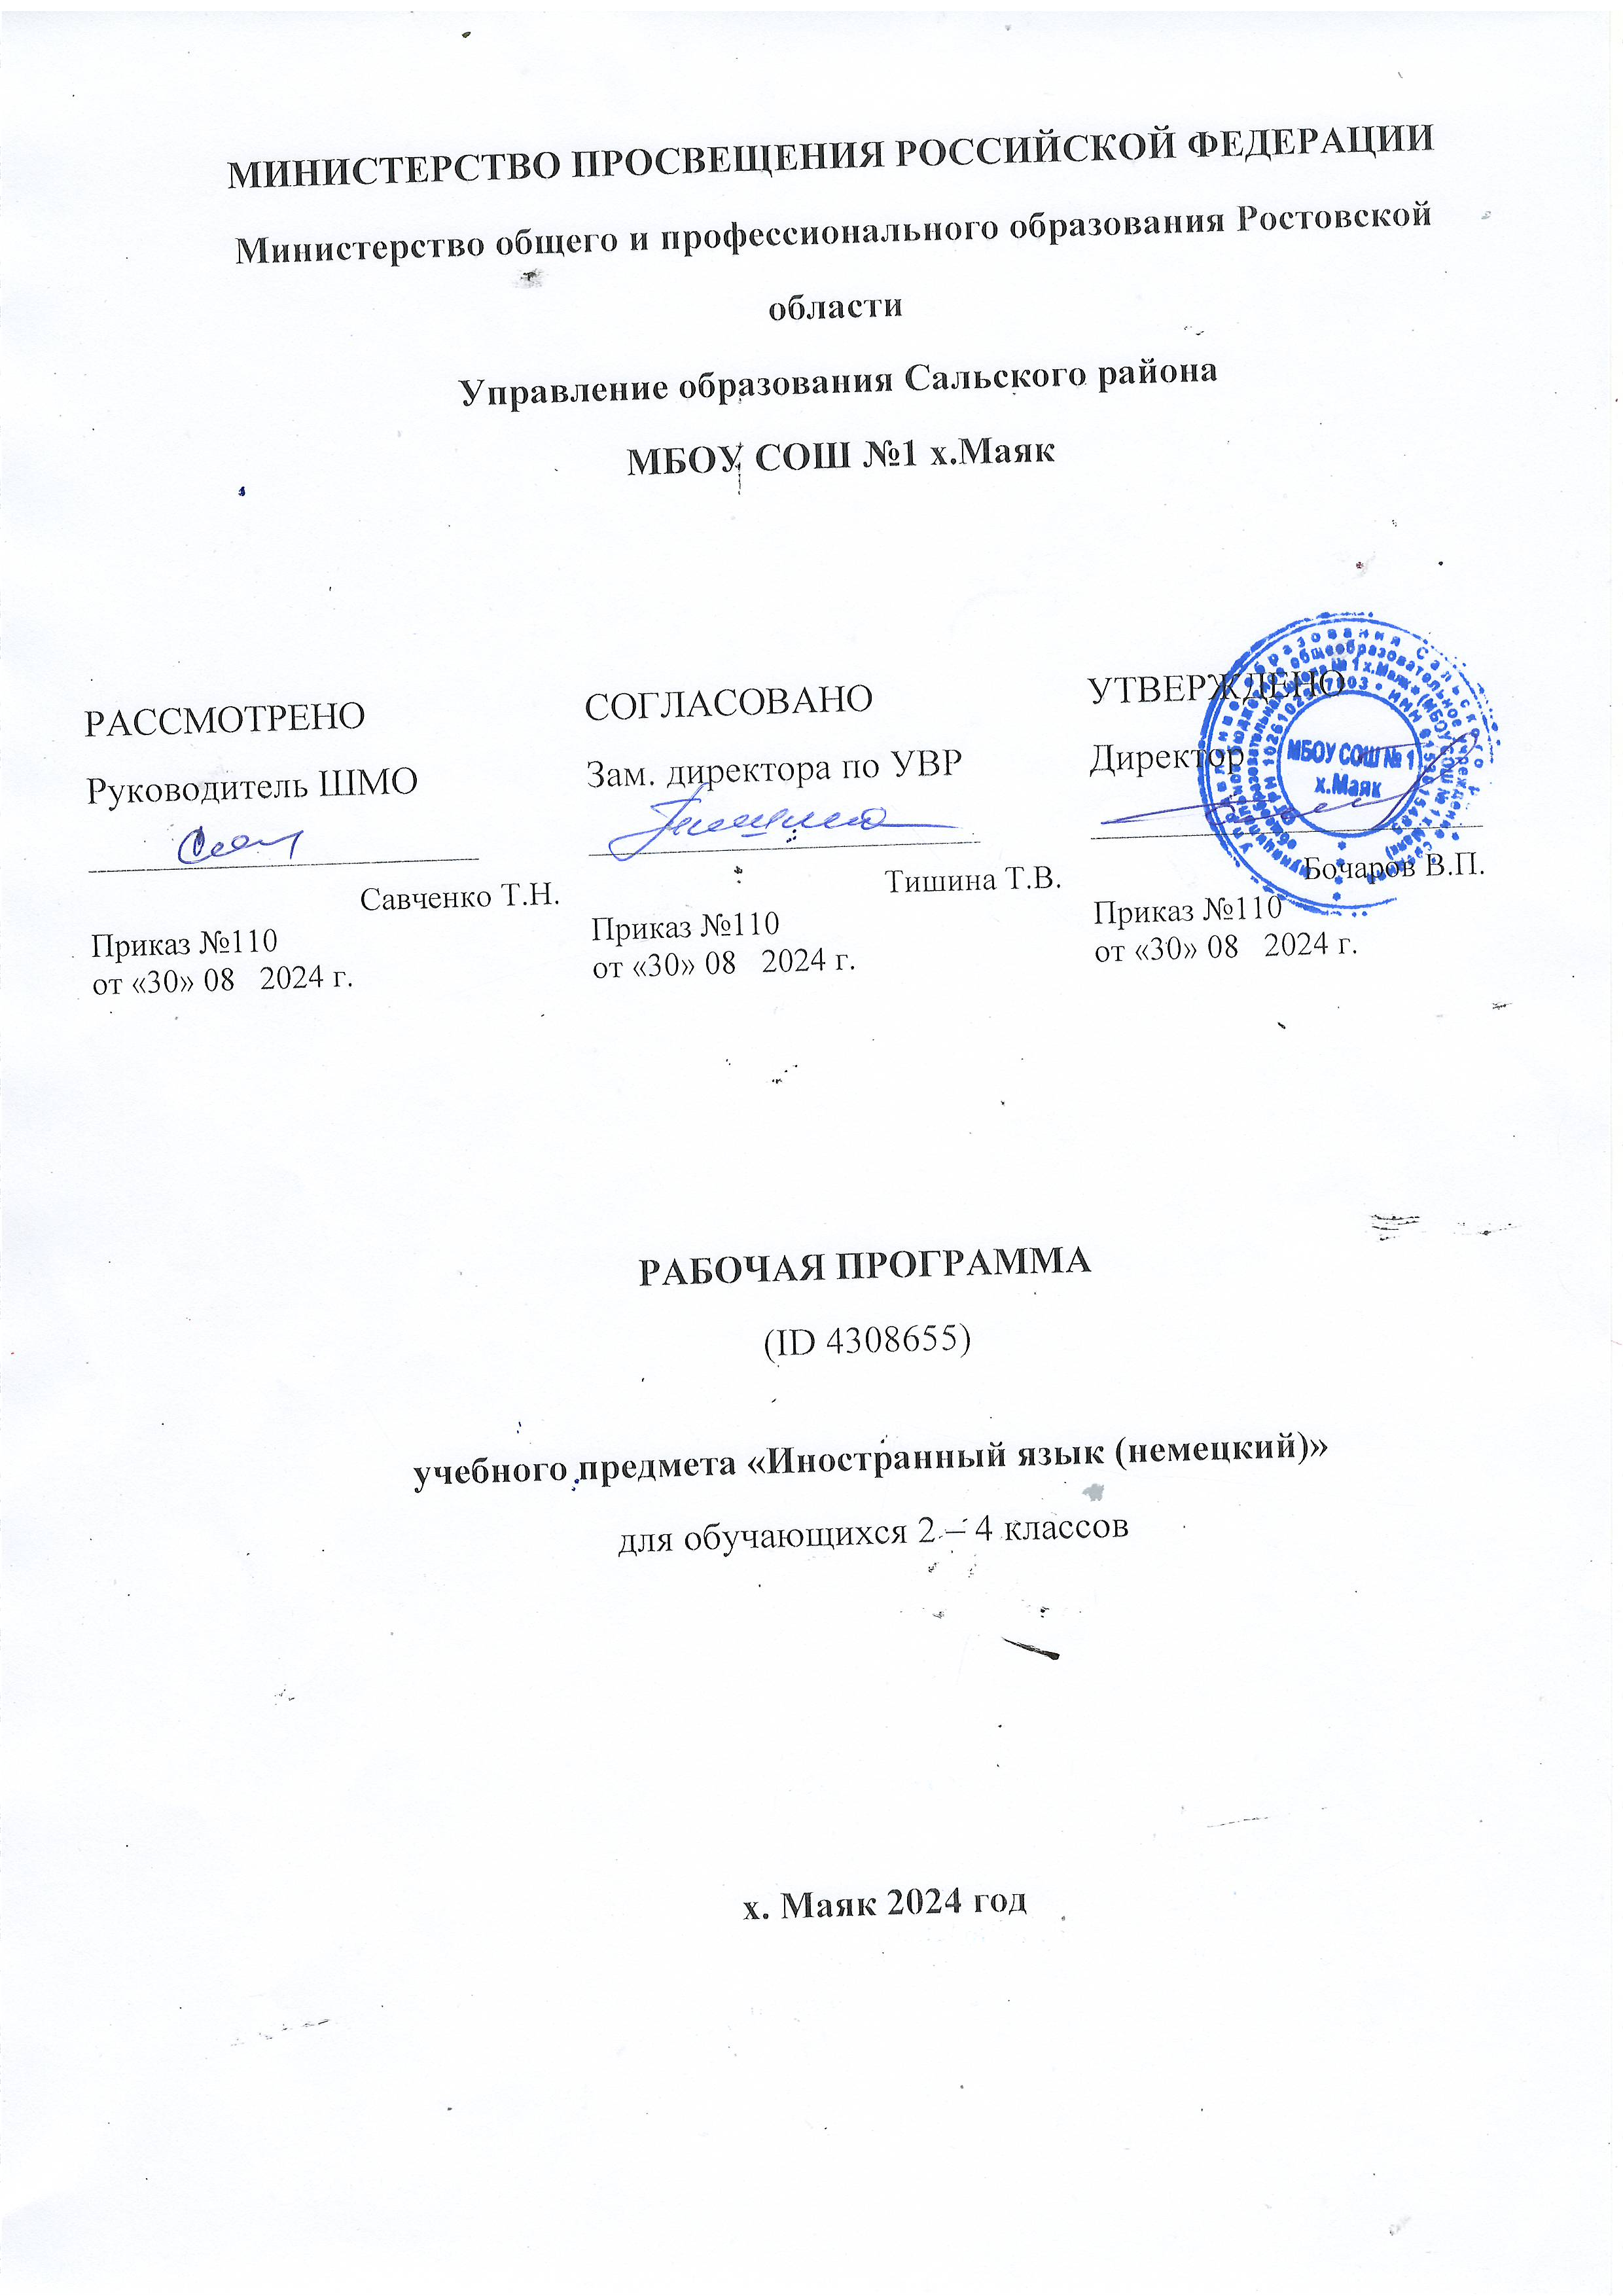 МИНИСТЕРСТВО ПРОСВЕЩЕНИЯ РОССИЙСКОЙ ФЕДЕРАЦИИ
Министерство общего и профессионального образования Ростовской
области
Управление образования Сальского района
МБОУ СОШ №1 х.Маяк
РАССМОТРЕНО
Руководитель ШМО
Савченко Т.Н.
Приказ №110
от «30» 08 2024 г.
СОГЛАСОВАНО
Зам. директора по УВР
Тишина Т.В.
Приказ №110
от «30» 08 2024 г.
УТВЕРЖДЕНО
Директор
Бочаров В.П.
Приказ №110
от «30» 08 2024 г.
МБОУ СОШ № 1
х.Маяк
РАБОЧАЯ ПРОГРАММА
(ID 4308655)
учебного предмета «Иностранный язык (немецкий)»
для обучающихся 2 – 4 классов
х. Маяк 2024 год